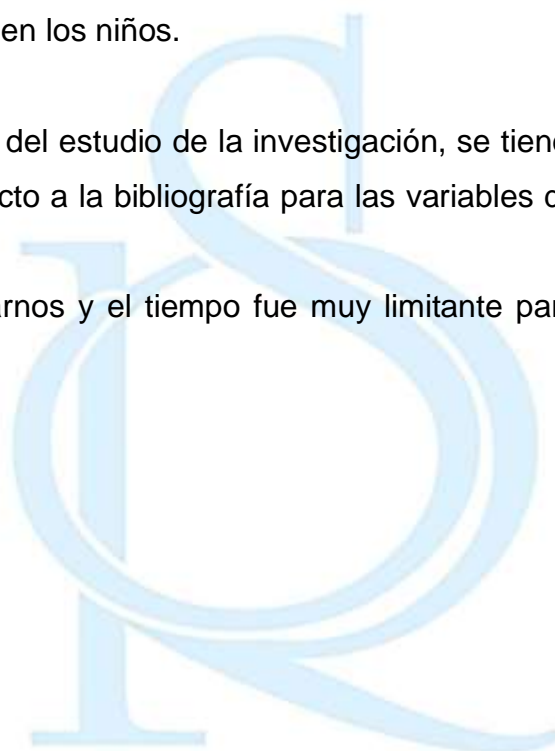 en los niños.
del estudio de la investigación, se tien
cto a la bibliografía para las variables
arnos y el tiempo fue muy limitante par